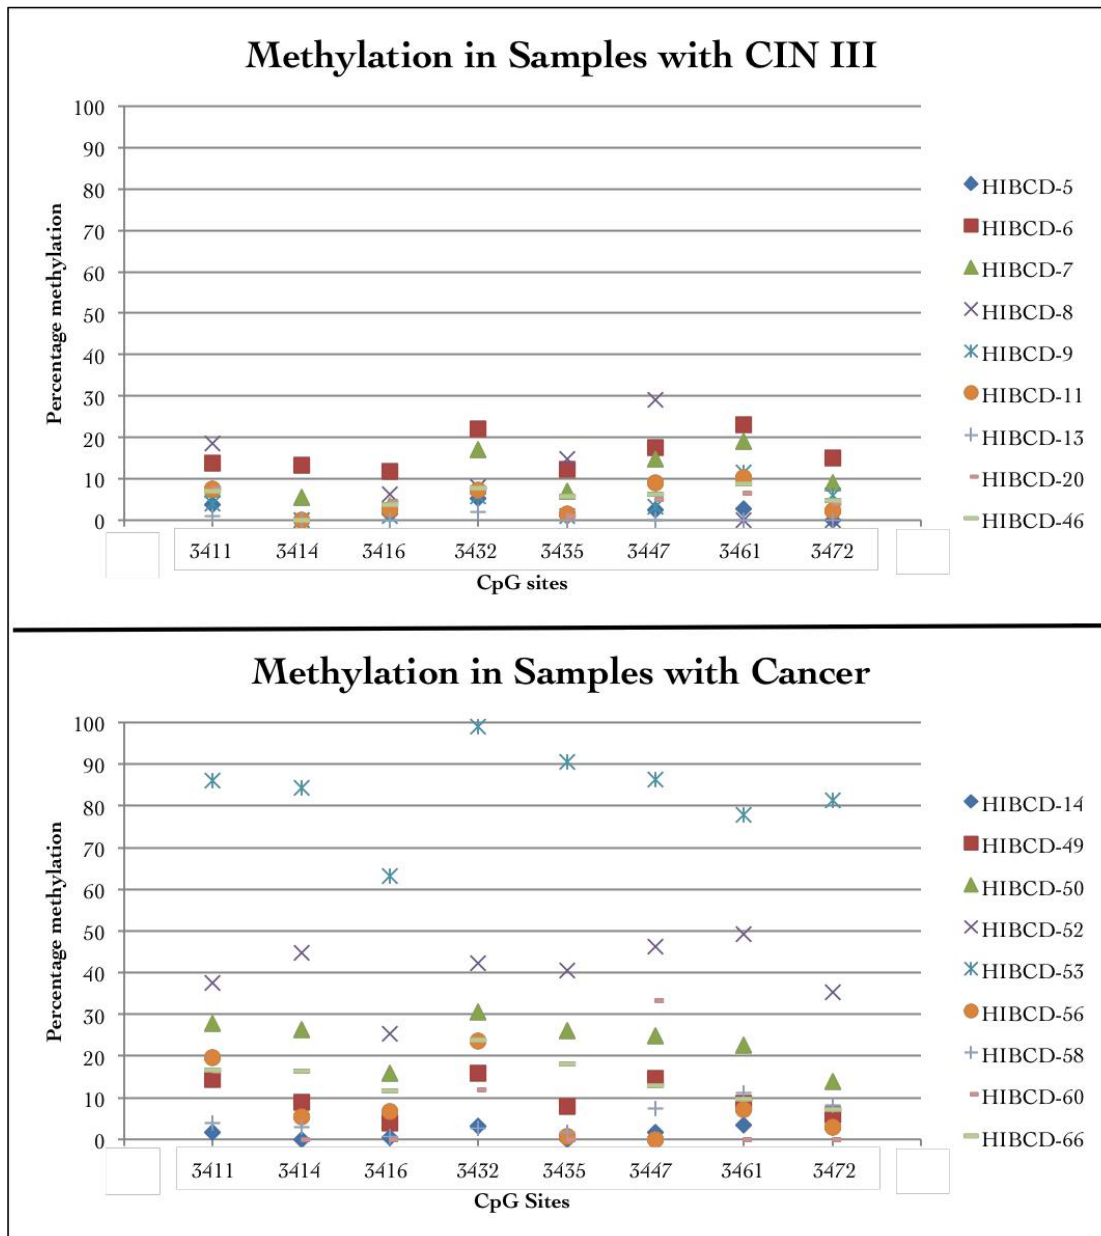 Methylation in Samples with CIN III
100
90
80
70
60
50
40
30
20
10
0
Percentage methylation
3411 3414 3416 3432 3435 3447 3461 3472
CpG sites
HIBCD-5
HIBCD-6
HIBCD-7
HIBCD-8
HIBCD-9
HIBCD-11
HIBCD-13
HIBCD-20
HIBCD-46
Methylation in Samples with Cancer
100
90
80
70
60
50
40
30
20
10
0
Percentage methylation
3411 3414 3416 3432 3435 3447 3461 3472
CpG Sites
HIBCD-14
HIBCD-49
HIBCD-50
HIBCD-52
HIBCD-53
HIBCD-56
HIBCD-58
HIBCD-60
HIBCD-66